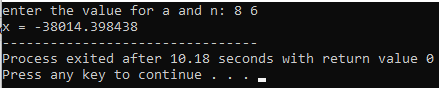 enter the value for a and n: 8 6
x = -38014.398438
--------------------------------
Process exited after 10.18 seconds with return value 0
Press any key to continue . . .